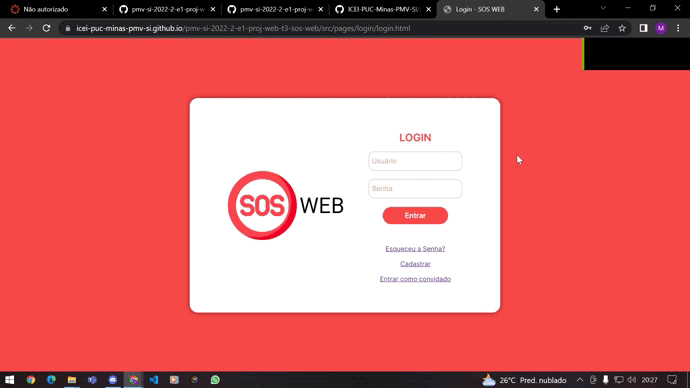 Não autorizado
pmv-si-2022-2-e1-proj-w
pmv-si-2022-2-e1-proj-w
ICEI-PUC-Minas-PMV-SI/
Login - SOS WEB
icei-puc-minas-pmv-si.github.io/pmv-si-2022-2-e1-proj-web-t3-sos-web/src/pages/login/login.html
LOGIN
Usuário
Senha
SOS WEB
Entrar
Esqueceu a Senha?
Cadastrar
Entrar como convidado
26°C Pred. nublado
20:27